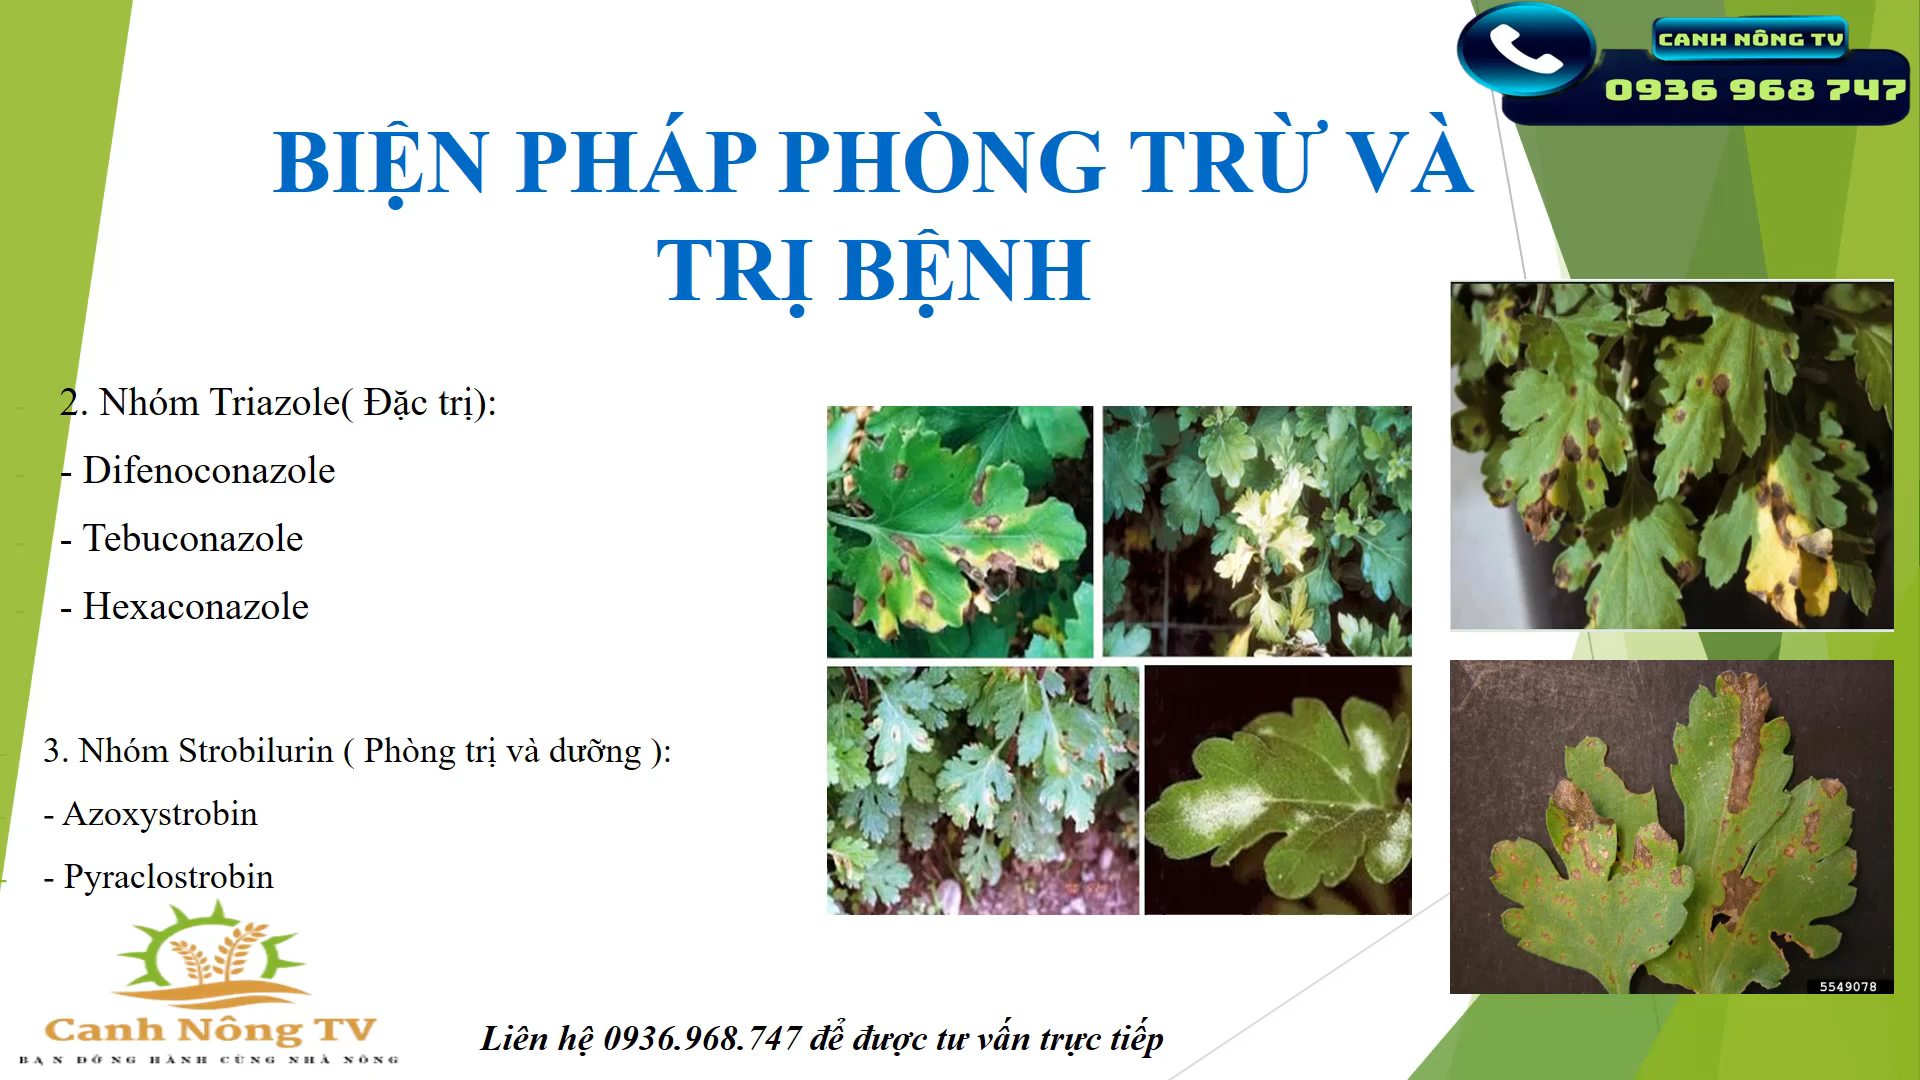 CANH NÔNG TV
0936 968 747
BIỆN PHÁP PHÒNG TRỪ VÀ
TRỊ BỆNH
2. Nhóm Triazole( Đặc trị):
- Difenoconazole
- Tebuconazole
- Hexaconazole
3. Nhóm Strobilurin ( Phòng trị và dưỡng ):
- Azoxystrobin
- Pyraclostrobin
5549078
Canh Nông TV
BẠN ĐỒNG HÀNH CÙNG NHÀ NÔNG
Liên hệ 0936.968.747 để được tư vấn trực tiếp